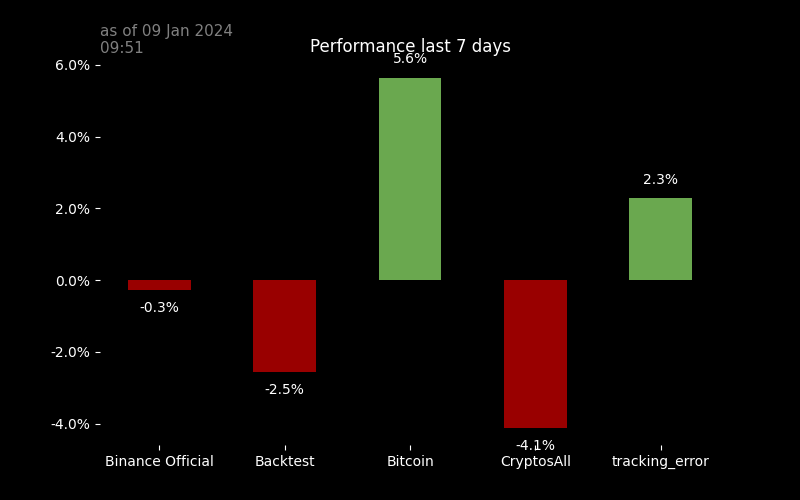 as of 09 Jan 2024
09:51
Performance last 7 days
6.0%
4.0%
2.0%
0.0%
-2.0%
-4.0%
-0.3%
-2.5%
5.6%
-4.1%
2.3%
Binance Official
Backtest
Bitcoin
CryptosAll
tracking_error